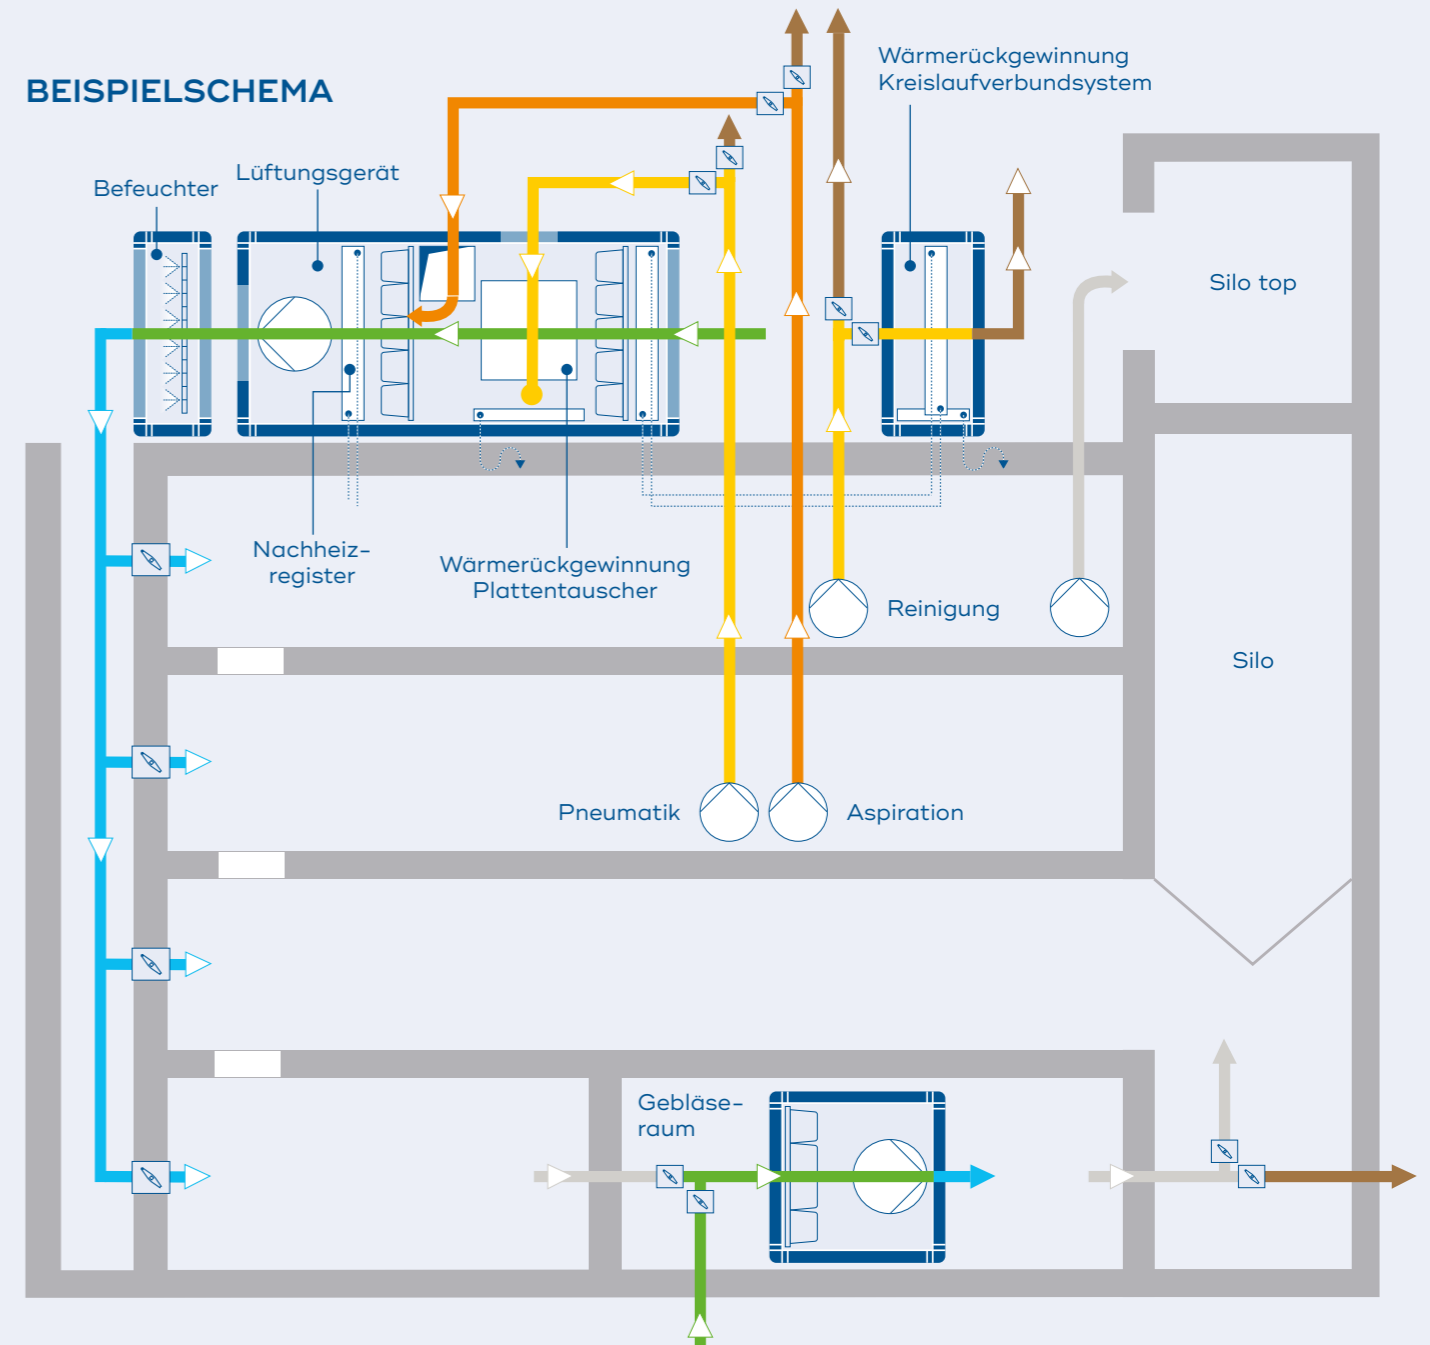 BEISPIELSCHEMA
Wärmerückgewinnung
Kreislaufverbundsystem
Befeuchter
Lüftungsgerät
Silo top
Nachheiz-
register
Wärmerückgewinnung
Plattentauscher
Reinigung
Silo
Pneumatik
Aspiration
Gebläse-
raum